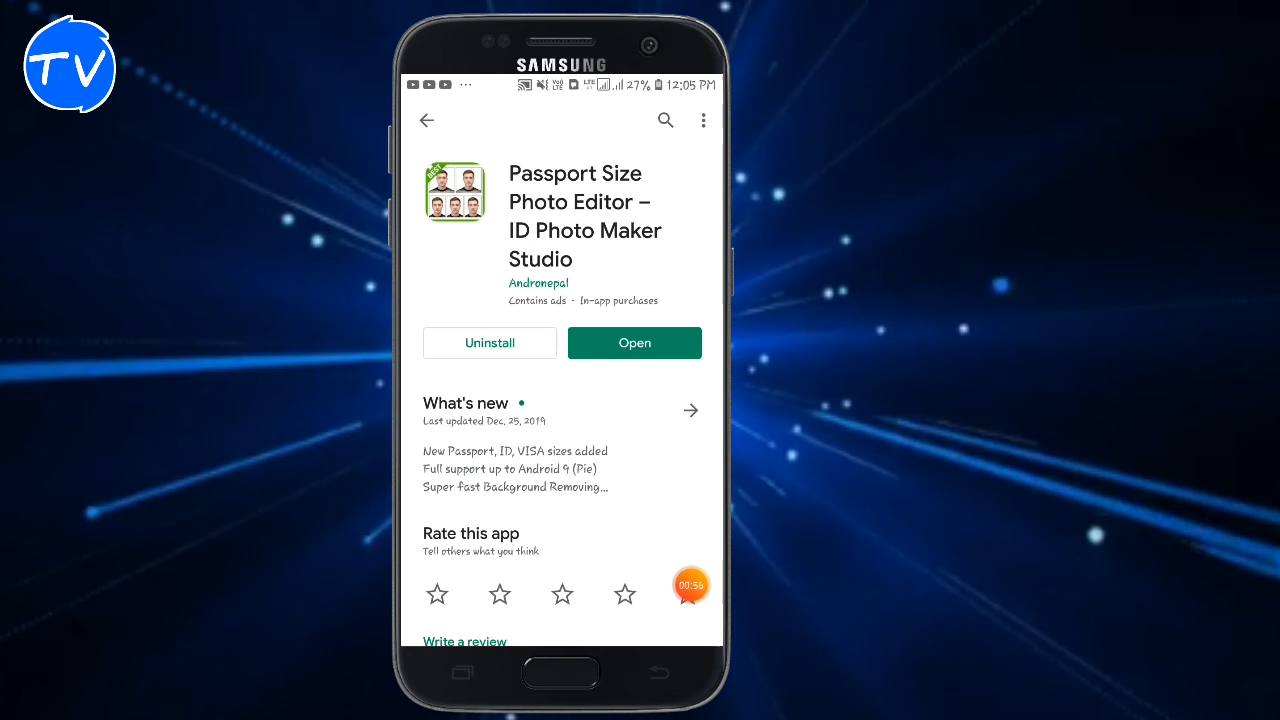 TV
SAMSUNG
27% 12:05 PM
BEST
Passport Size
Photo Editor –
ID Photo Maker
Studio
Andronepal
Contains ads · In-app purchases
Uninstall
Open
What's new
Last updated Dec. 25, 2019
New Passport, ID, VISA sizes added
Full support up to Android 9 (Pie)
Super fast Background Removing...
Rate this app
Tell others what you think
00:56
Write a review